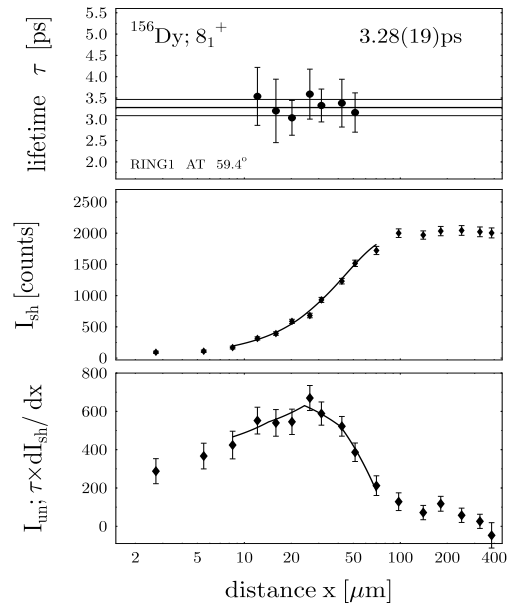 5.5
5.0
4.5
4.0
3.5
3.0
2.5
2.0
lifetime τ [ps]
¹⁵⁶Dy; 8₁⁺ 3.28(19)ps
RING1 AT 59.4°
2500
2000
1500
1000
500
0
I_sh [counts]
800
600
400
200
0
I_un; τ×dI_sh/ dx
2 5 10 20 50 100 200 400
distance x [μm]